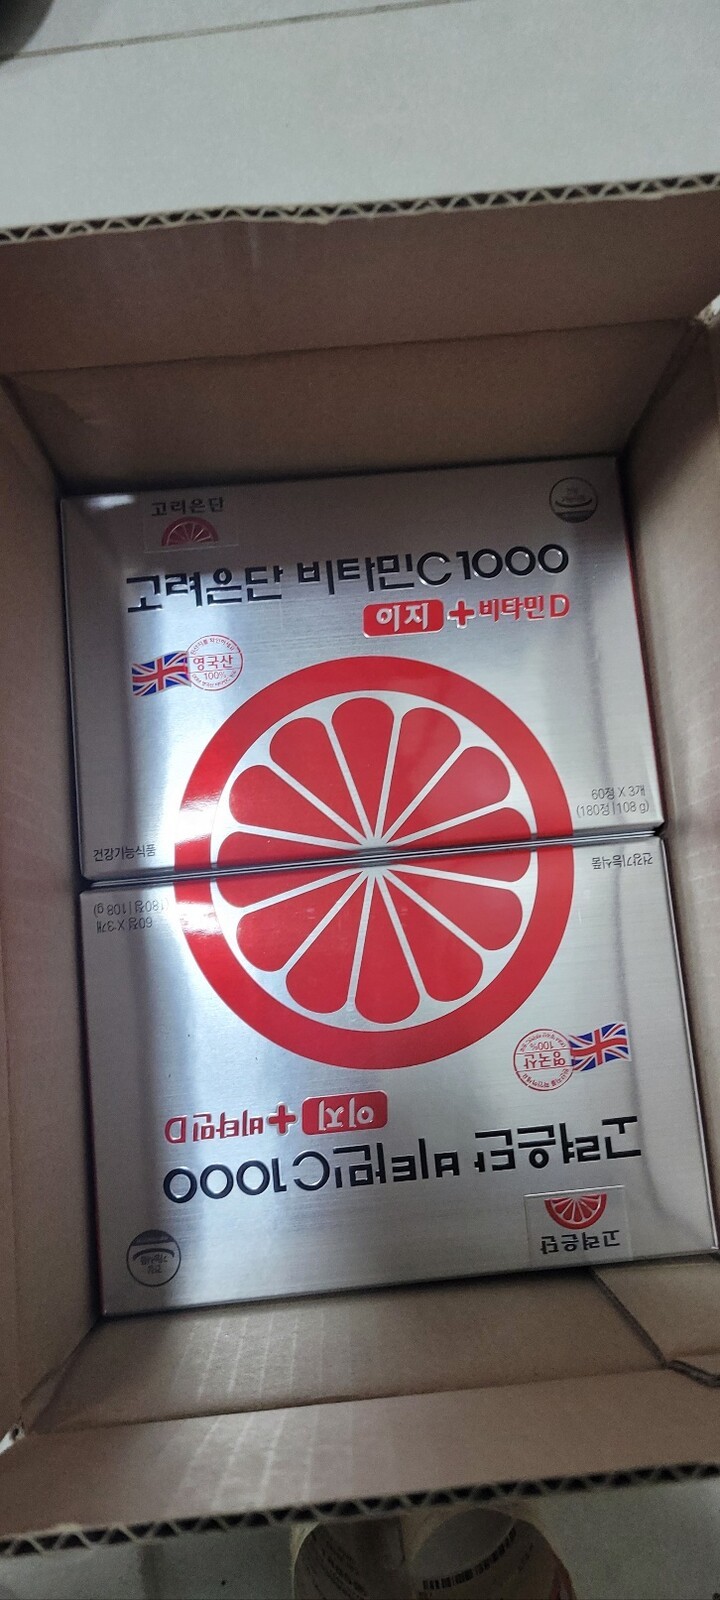 고려은단
고려은단 비타민C1000
이지+비타민D
영국산
100%
60정 X 3개
(180정 | 108 g)
건강기능식품
건강기능식품
60정 X 3개
(180정 | 108 g)
영국산
100%
이지+비타민D
고려은단 비타민C1000
고려은단